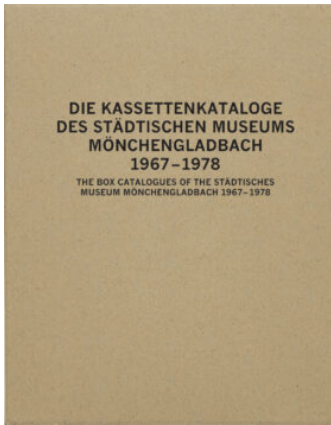 DIE KASSETTENKATALOGE
DES STÄDTISCHEN MUSEUMS
MÖNCHENGLADBACH
1967–1978
THE BOX CATALOGUES OF THE STÄDTISCHES
MUSEUM MÖNCHENGLADBACH 1967–1978